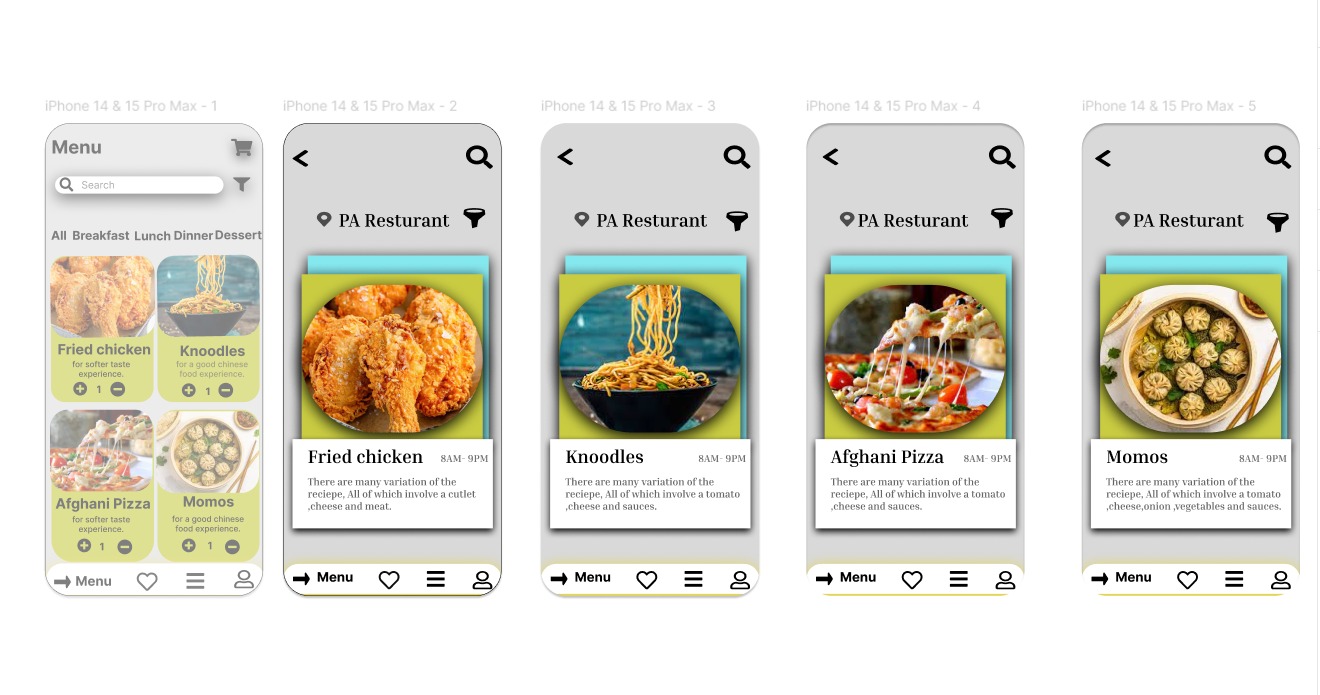 iPhone 14 & 15 Pro Max - 1
Menu
Search
All Breakfast Lunch Dinner Dessert
Fried chicken
for softer taste
experience.
1
Knoodles
for a good chinese
food experience.
1
Afghani Pizza
for softer taste
experience.
1
Momos
for a good chinese
food experience.
1
Menu
iPhone 14 & 15 Pro Max - 2
PA Resturant
Fried chicken 8AM- 9PM
There are many variation of the
reciepe, All of which involve a cutlet
,cheese and meat.
Menu
iPhone 14 & 15 Pro Max - 3
PA Resturant
Knoodles 8AM- 9PM
There are many variation of the
reciepe, All of which involve a tomato
,cheese and sauces.
Menu
iPhone 14 & 15 Pro Max - 4
PA Resturant
Afghani Pizza 8AM- 9PM
There are many variation of the
reciepe, All of which involve a tomato
,cheese and sauces.
Menu
iPhone 14 & 15 Pro Max - 5
PA Resturant
Momos 8AM- 9PM
There are many variation of the
reciepe, All of which involve a tomato
,cheese,onion ,vegetables and sauces.
Menu